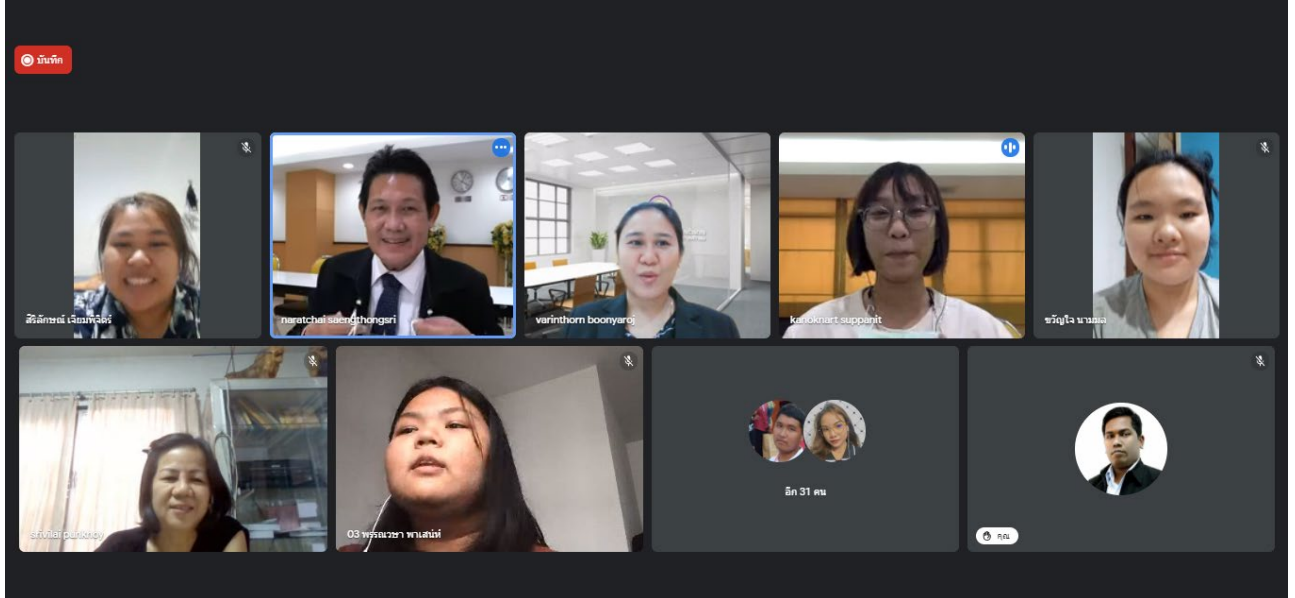 บันทึก
สิริลักษณ์ เจียมพิจิตร์
naratchai saengthongsri
varinthorn boonyaroj
kanoknart suppanit
ขวัญใจ นามมล
srivilai
03 พรรณวษา พาเสน่ห์
อีก 31 คน
คุณ